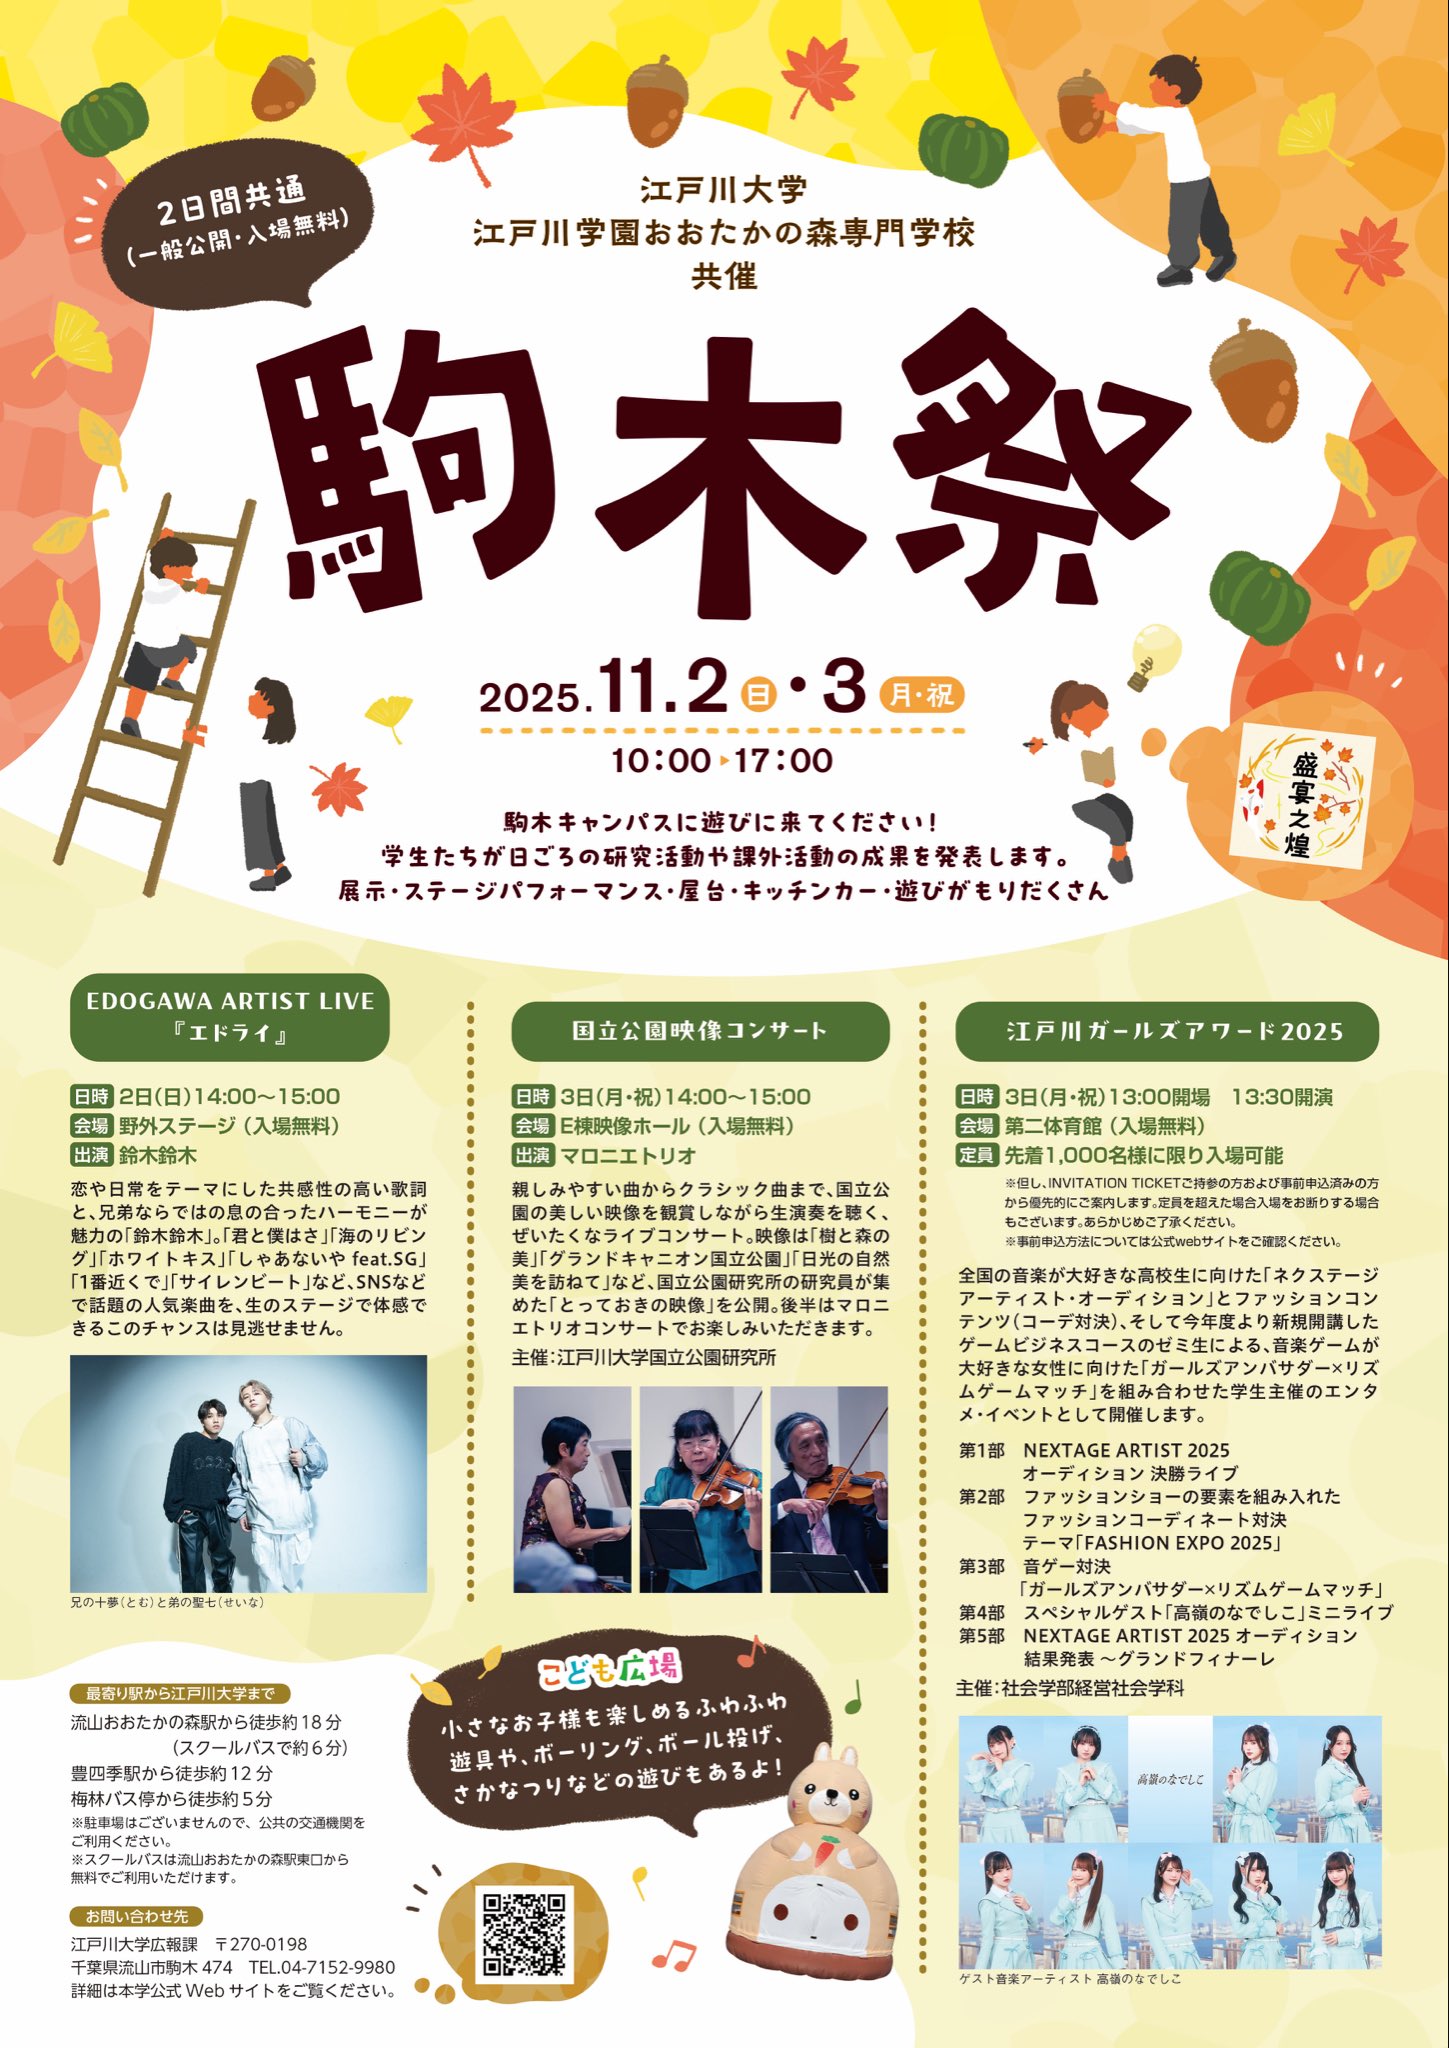 2日間共通
(一般公開・入場無料)
江戸川大学
江戸川学園おおたかの森専門学校
共催
駒木祭
2025.11.2日・3月・祝
10:00▸17:00
盛宴之煌
駒木キャンパスに遊びに来てください!
学生たちが日ごろの研究活動や課外活動の成果を発表します。
展示・ステージパフォーマンス・屋台・キッチンカー・遊びがもりだくさん
EDOGAWA ARTIST LIVE
『エドライ』
日時 2日(日)14:00～15:00
会場 野外ステージ(入場無料)
出演 鈴木鈴木
恋や日常をテーマにした共感性の高い歌詞
と、兄弟ならではの息の合ったハーモニーが
魅力の「鈴木鈴木」。「君と僕はさ」「海のリビン
グ」「ホワイトキス」「しゃあないや feat.SG」
「1番近くで」「サイレンビート」など、SNSなど
で話題の人気楽曲を、生のステージで体感で
きるこのチャンスは見逃せません。
0525
兄の十夢(とむ)と弟の聖七(せいな)
国立公園映像コンサート
日時 3日(月・祝)14:00～15:00
会場 E棟映像ホール(入場無料)
出演 マロニエトリオ
親しみやすい曲からクラシック曲まで、国立公
園の美しい映像を観賞しながら生演奏を聴く、
ぜいたくなライブコンサート。映像は「樹と森の
美」「グランドキャニオン国立公園」「日光の自然
美を訪ねて」など、国立公園研究所の研究員が集
めた「とっておきの映像」を公開。後半はマロニ
エトリオコンサートでお楽しみいただきます。
主催:江戸川大学国立公園研究所
江戸川ガールズアワード2025
日時 3日(月・祝)13:00開場 13:30開演
会場 第二体育館(入場無料)
定員 先着1,000名様に限り入場可能
※但し、INVITATION TICKETご持参の方および事前申込済みの方
から優先的にご案内します。定員を超えた場合入場をお断りする場合
もございます。あらかじめご了承ください。
※事前申込方法については公式webサイトをご確認ください。
全国の音楽が大好きな高校生に向けた「ネクステージ
アーティスト・オーディション」とファッションコン
テンツ(コーデ対決)、そして今年度より新規開講した
ゲームビジネスコースのゼミ生による、音楽ゲームが
大好きな女性に向けた「ガールズアンバサダー×リズ
ムゲームマッチ」を組み合わせた学生主催のエンタ
メ・イベントとして開催します。
第1部 NEXTAGE ARTIST 2025
オーディション 決勝ライブ
第2部 ファッションショーの要素を組み入れた
ファッションコーディネート対決
テーマ「FASHION EXPO 2025」
第3部 音ゲー対決
「ガールズアンバサダー×リズムゲームマッチ」
第4部 スペシャルゲスト「高嶺のなでしこ」ミニライブ
第5部 NEXTAGE ARTIST 2025 オーディション
結果発表 ～グランドフィナーレ
主催:社会学部経営社会学科
高嶺のなでしこ
ゲスト音楽アーティスト 高嶺のなでしこ
こども広場
小さなお子様も楽しめるふわふわ
遊具や、ボーリング、ボール投げ、
さかなつりなどの遊びもあるよ!
最寄り駅から江戸川大学まで
流山おおたかの森駅から徒歩約18分
(スクールバスで約6分)
豊四季駅から徒歩約12分
梅林バス停から徒歩約5分
※駐車場はございませんので、公共の交通機関を
ご利用ください。
※スクールバスは流山おおたかの森駅東口から
無料でご利用いただけます。
お問い合わせ先
江戸川大学広報課 〒270-0198
千葉県流山市駒木474 TEL.04-7152-9980
詳細は本学公式Webサイトをご覧ください。